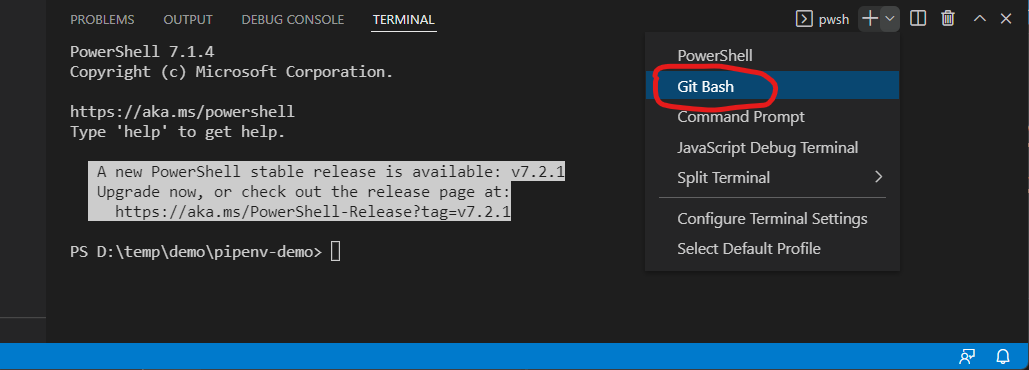 PROBLEMS OUTPUT DEBUG CONSOLE TERMINAL pwsh
PowerShell 7.1.4
Copyright (c) Microsoft Corporation.
https://aka.ms/powershell
Type 'help' to get help.
A new PowerShell stable release is available: v7.2.1
Upgrade now, or check out the release page at:
https://aka.ms/PowerShell-Release?tag=v7.2.1
PS D:\temp\demo\pipenv-demo>
PowerShell
Git Bash
Command Prompt
JavaScript Debug Terminal
Split Terminal
Configure Terminal Settings
Select Default Profile